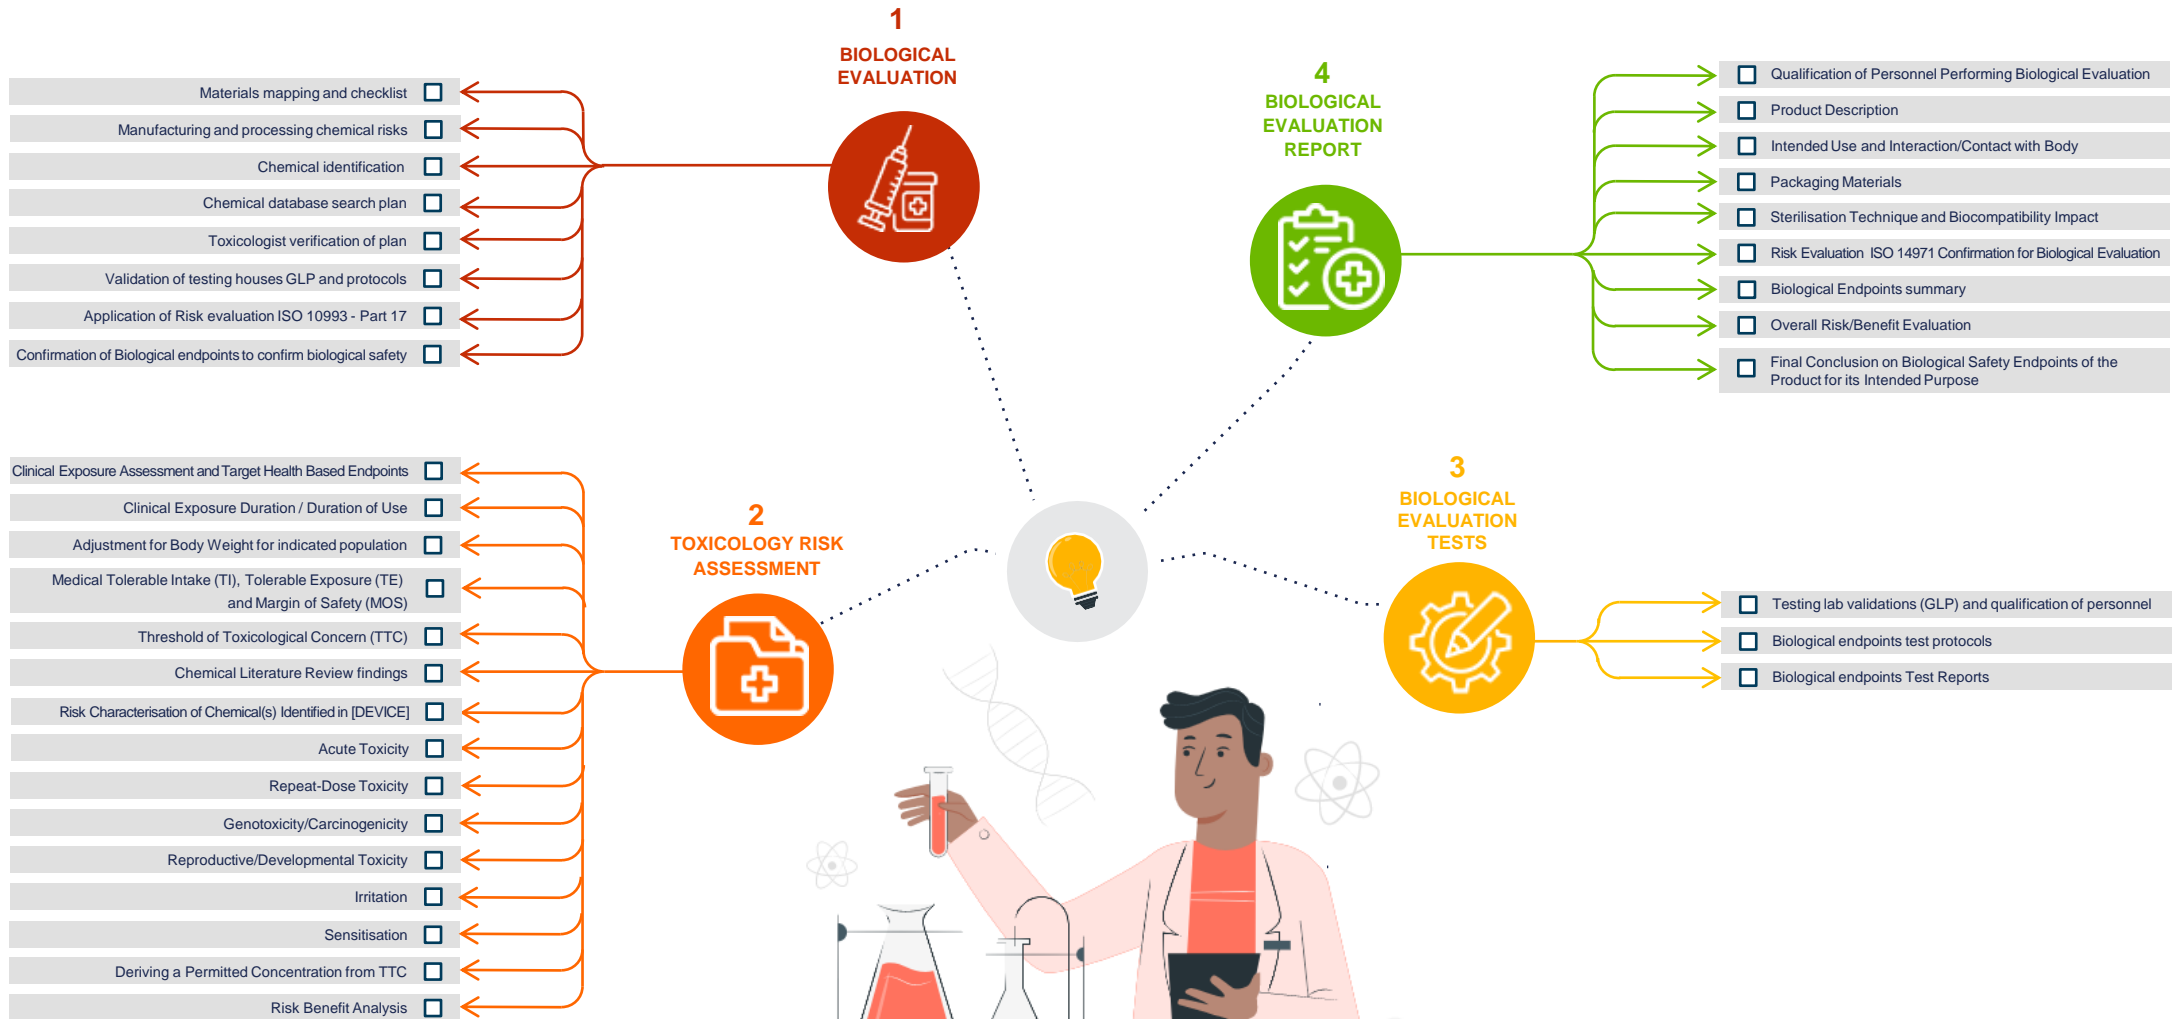 1
BIOLOGICAL
EVALUATION
Materials mapping and checklist
Manufacturing and processing chemical risks
Chemical identification
Chemical database search plan
Toxicologist verification of plan
Validation of testing houses GLP and protocols
Application of Risk evaluation ISO 10993 - Part 17
Confirmation of Biological endpoints to confirm biological safety
2
TOXICOLOGY RISK
ASSESSMENT
Clinical Exposure Assessment and Target Health Based Endpoints
Clinical Exposure Duration / Duration of Use
Adjustment for Body Weight for indicated population
Medical Tolerable Intake (TI), Tolerable Exposure (TE)
and Margin of Safety (MOS)
Threshold of Toxicological Concern (TTC)
Chemical Literature Review findings
Risk Characterisation of Chemical(s) Identified in [DEVICE]
Acute Toxicity
Repeat-Dose Toxicity
Genotoxicity/Carcinogenicity
Reproductive/Developmental Toxicity
Irritation
Sensitisation
Deriving a Permitted Concentration from TTC
Risk Benefit Analysis
3
BIOLOGICAL
EVALUATION
TESTS
Testing lab validations (GLP) and qualification of personnel
Biological endpoints test protocols
Biological endpoints Test Reports
4
BIOLOGICAL
EVALUATION
REPORT
Qualification of Personnel Performing Biological Evaluation
Product Description
Intended Use and Interaction/Contact with Body
Packaging Materials
Sterilisation Technique and Biocompatibility Impact
Risk Evaluation ISO 14971 Confirmation for Biological Evaluation
Biological Endpoints summary
Overall Risk/Benefit Evaluation
Final Conclusion on Biological Safety Endpoints of the
Product for its Intended Purpose